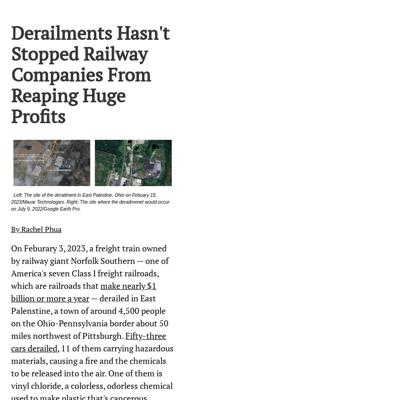 Derailments Hasn't
Stopped Railway
Companies From
Reaping Huge
Profits
Left: The site of the derailment in East Palestine, Ohio on Febuary 15,
2023/Maxar Technologies. Right: The site where the derailmenet would occur
on July 9, 2022/Google Earth Pro.
By Rachel Phua
On Feburary 3, 2023, a freight train owned
by railway giant Norfolk Southern — one of
America's seven Class I freight railroads,
which are railroads that make nearly $1
billion or more a year — derailed in East
Palenstine, a town of around 4,500 people
on the Ohio-Pennsylvania border about 50
miles northwest of Pittsburgh. Fifty-three
cars derailed, 11 of them carrying hazardous
materials, causing a fire and the chemicals
to be released into the air. One of them is
vinyl chloride, a colorless, odorless chemical
used to make plastic that's cancerous